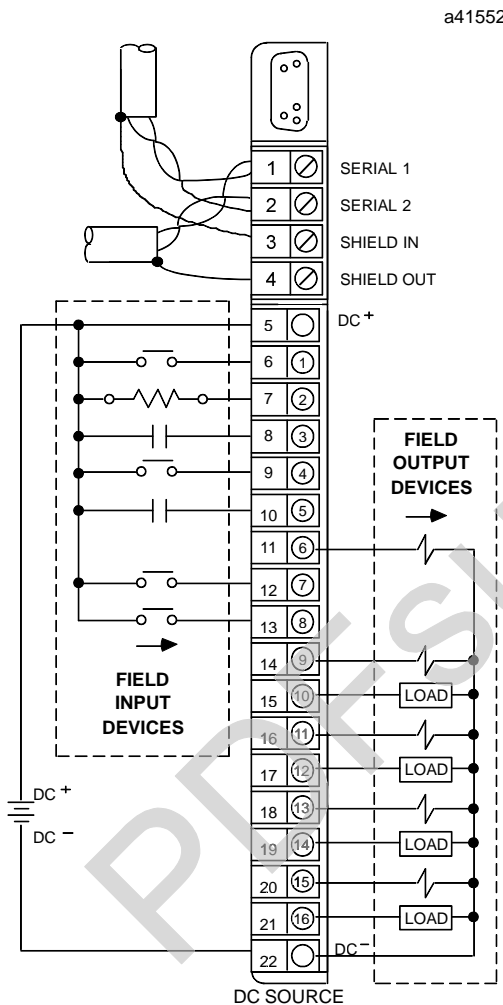 a41552
1 SERIAL 1
2 SERIAL 2
3 SHIELD IN
4 SHIELD OUT
5 DC +
6 1
7 2
8 3
9 4
10 5
11 6
12 7
13 8
14 9
15 10 LOAD
16 11
17 12 LOAD
18 13
19 14 LOAD
20 15
21 16 LOAD
22 DC −
FIELD
INPUT
DEVICES
FIELD
OUTPUT
DEVICES
DC +
DC −
DC SOURCE